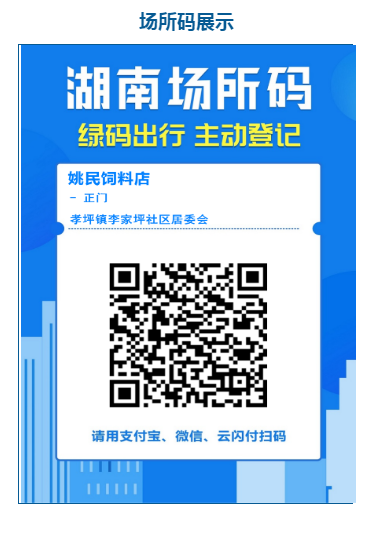 场所码展示
湖南场所码
绿码出行 主动登记
姚民饲料店
- 正门
孝坪镇李家坪社区居委会
请用支付宝、微信、云闪付扫码